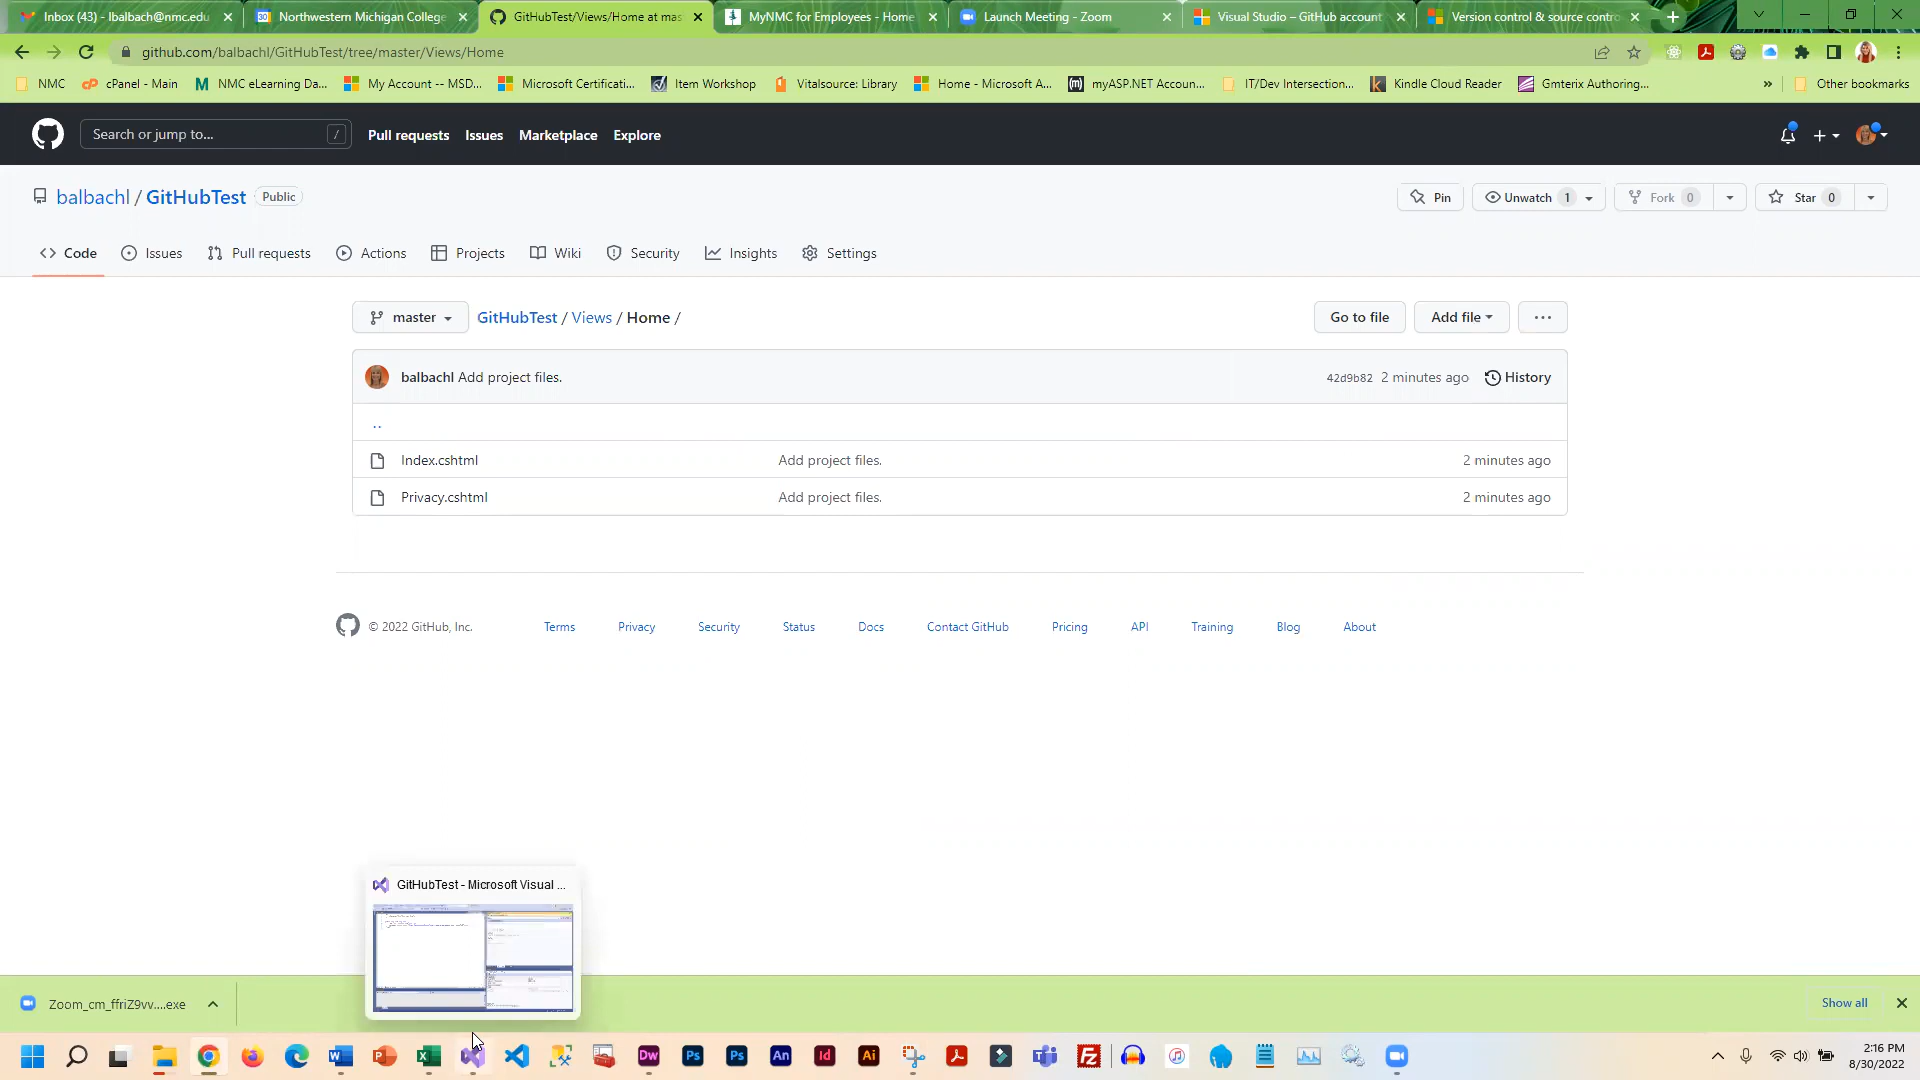 Inbox (43) - lbalbach@nmc.edu
Northwestern Michigan College
GitHubTest/Views/Home at mas
MyNMC for Employees - Home
Launch Meeting - Zoom
Visual Studio – GitHub account
Version control & source contro
github.com/balbachl/GitHubTest/tree/master/Views/Home
NMC
cPanel - Main
NMC eLearning Da...
My Account -- MSD...
Microsoft Certificati...
Item Workshop
Vitalsource: Library
Home - Microsoft A...
myASP.NET Accoun...
IT/Dev Intersection...
Kindle Cloud Reader
Gmterix Authoring...
»
Other bookmarks
Search or jump to...
/
Pull requests
Issues
Marketplace
Explore
balbachl / GitHubTest
Public
Pin
Unwatch 1
Fork 0
Star 0
Code
Issues
Pull requests
Actions
Projects
Wiki
Security
Insights
Settings
master
GitHubTest / Views / Home /
Go to file
Add file
...
balbachl Add project files.
42d9b82 2 minutes ago
History
..
Index.cshtml
Add project files.
2 minutes ago
Privacy.cshtml
Add project files.
2 minutes ago
© 2022 GitHub, Inc.
Terms
Privacy
Security
Status
Docs
Contact GitHub
Pricing
API
Training
Blog
About
GitHubTest - Microsoft Visual ...
Zoom_cm_ffriZ9vv....exe
Show all
2:16 PM
8/30/2022